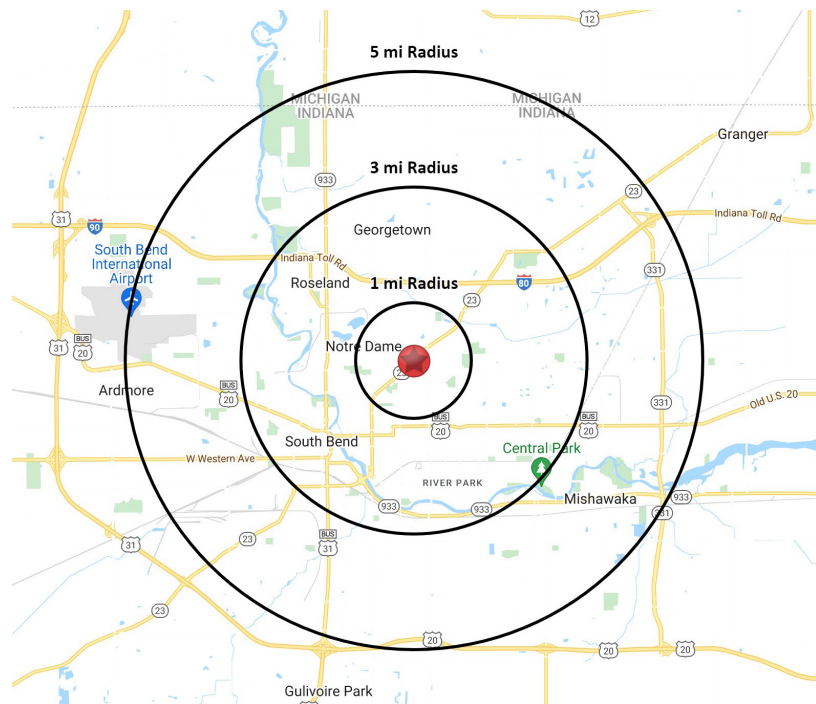 12
5 mi Radius
MICHIGAN
INDIANA
MICHIGAN
INDIANA
Granger
3 mi Radius
933
23
31
90
Indiana Toll Rd
Georgetown
South Bend
International
Airport
Indiana Toll Rd
331
Roseland
1 mi Radius
80
23
Notre Dame
31
BUS
20
23
Ardmore
BUS
20
331
Old U.S. 20
BUS
20
BUS
20
South Bend
Central Park
W Western Ave
RIVER PARK
Mishawaka
933
933
933
331
BUS
31
23
31
23
20
20
20
Gulivoire Park